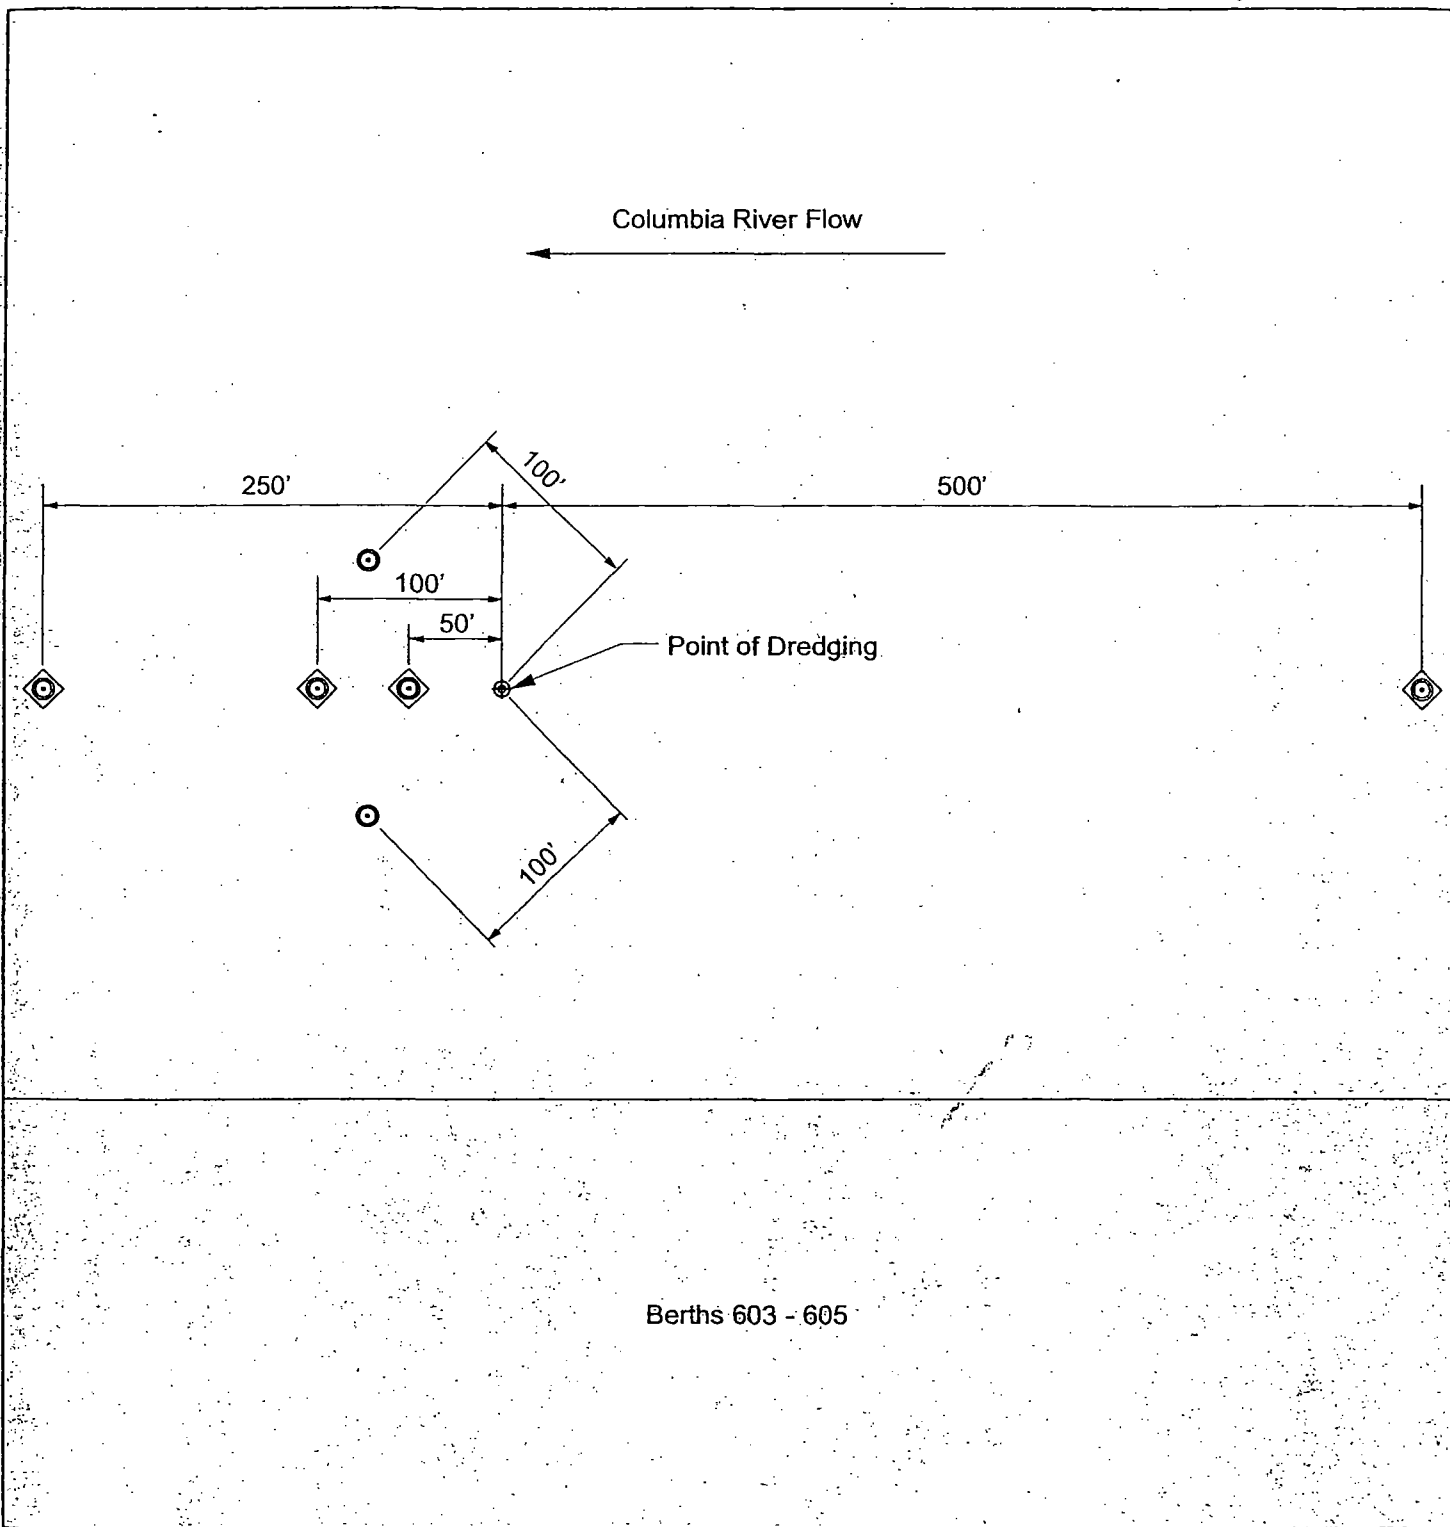 Columbia River Flow
100'
250'
500'
100'
50'
Point of Dredging
100'
Berths 603 - 605